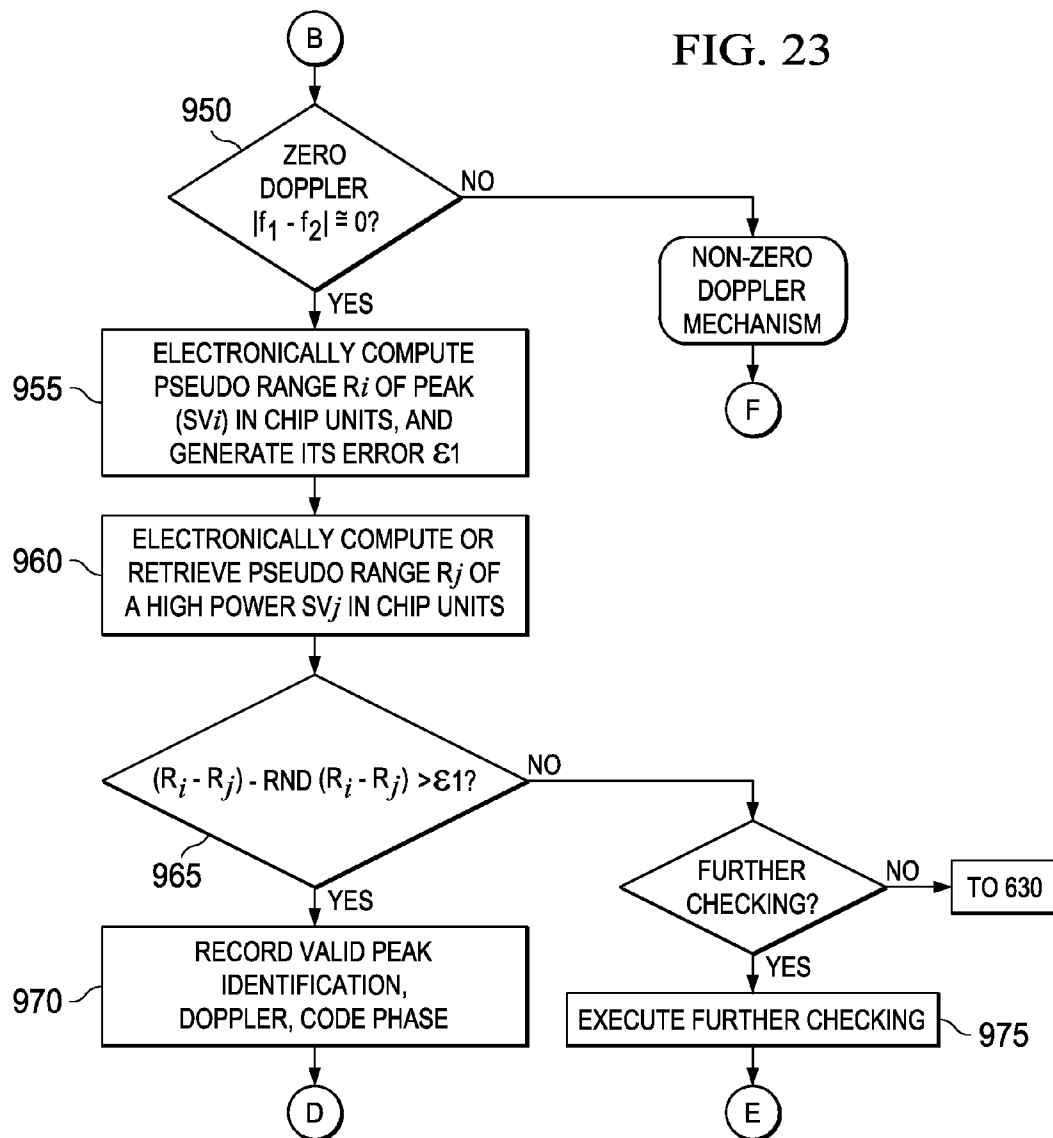 FIG. 23
B
950
ZERO
DOPPLER
|f1 - f2| ≅ 0?
NO
YES
NON-ZERO
DOPPLER
MECHANISM
F
955
ELECTRONICALLY COMPUTE
PSEUDO RANGE Ri OF PEAK
(SVi) IN CHIP UNITS, AND
GENERATE ITS ERROR ε1
960
ELECTRONICALLY COMPUTE OR
RETRIEVE PSEUDO RANGE Rj OF
A HIGH POWER SVj IN CHIP UNITS
(Ri - Rj) - RND (Ri - Rj) > ε1?
NO
965
YES
FURTHER
CHECKING?
NO
TO 630
YES
970
RECORD VALID PEAK
IDENTIFICATION,
DOPPLER, CODE PHASE
EXECUTE FURTHER CHECKING
975
D
E